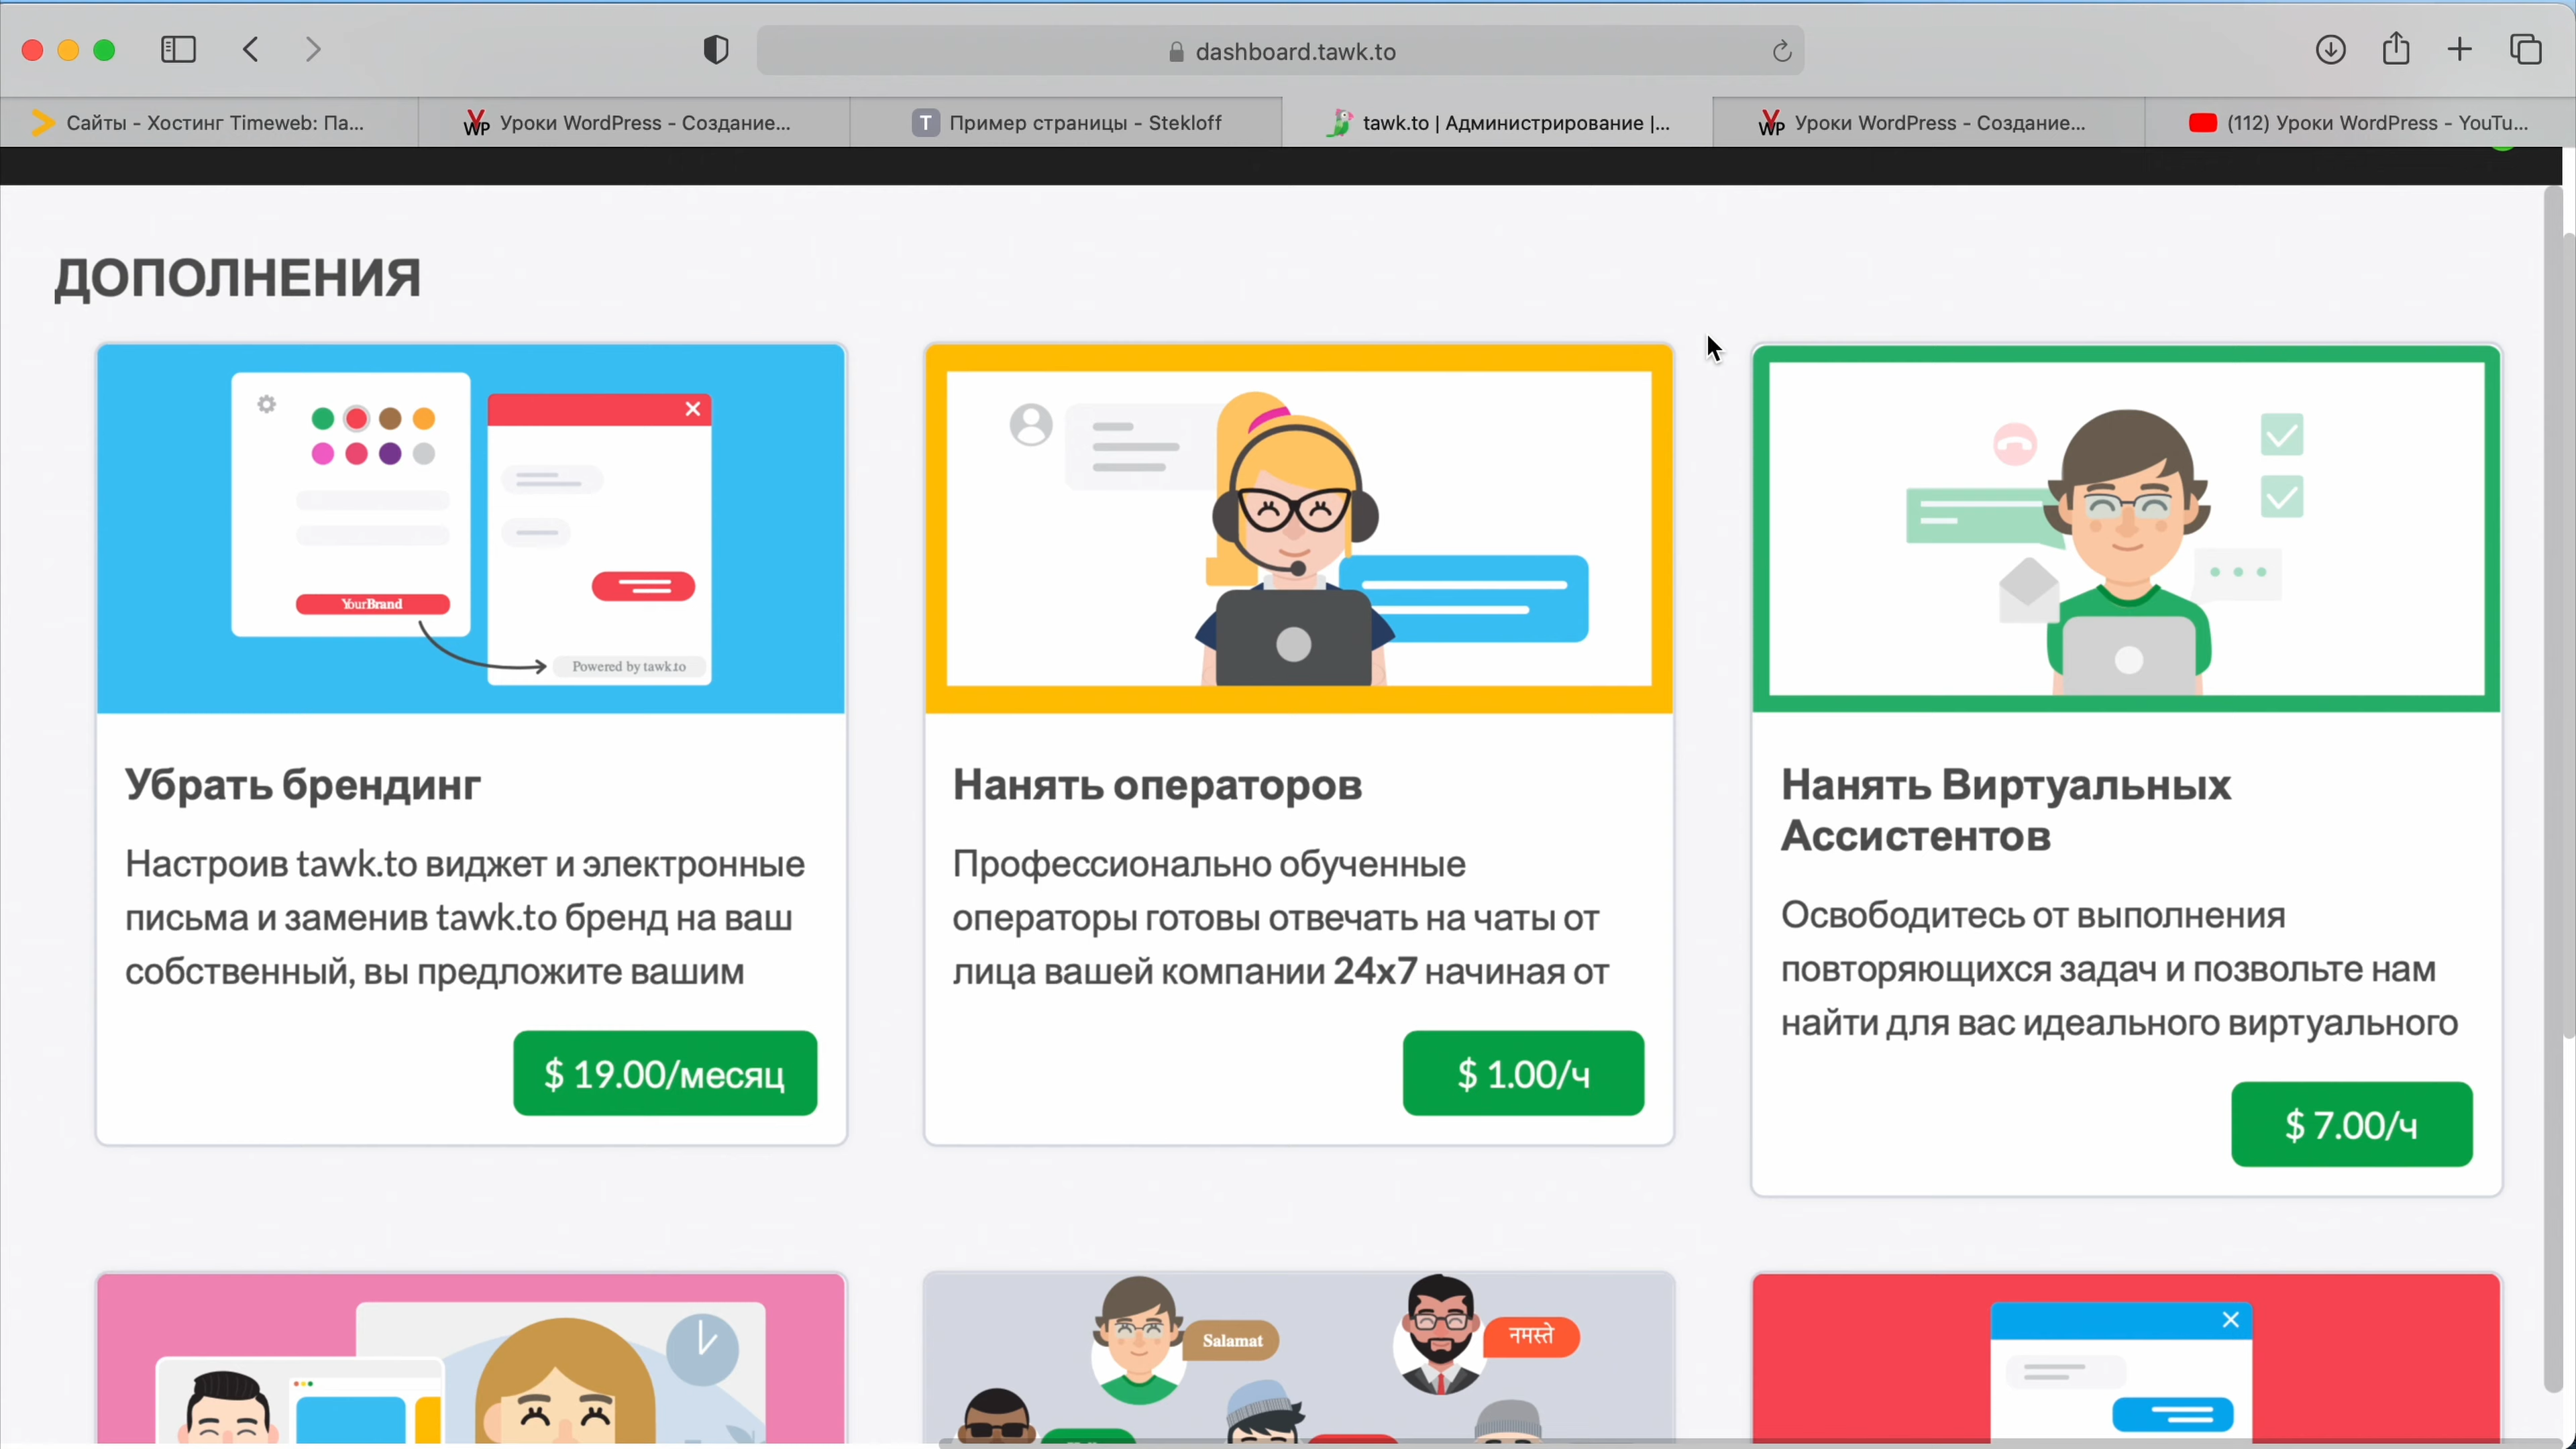 dashboard.tawk.to
Сайты - Хостинг Timeweb: Па...
Уроки WordPress - Создание...
T Пример страницы - Stekloff
tawk.to | Администрирование |...
Уроки WordPress - Создание...
(112) Уроки WordPress - YouTu...
ДОПОЛНЕНИЯ
YourBrand
Powered by tawk.to
Убрать брендинг
Настроив tawk.to виджет и электронные
письма и заменив tawk.to бренд на ваш
собственный, вы предложите вашим
$ 19.00/месяц
Нанять операторов
Профессионально обученные
операторы готовы отвечать на чаты от
лица вашей компании 24x7 начиная от
$ 1.00/ч
Нанять Виртуальных
Ассистентов
Освободитесь от выполнения
повторяющихся задач и позвольте нам
найти для вас идеального виртуального
$ 7.00/ч
Salamat
नमस्ते